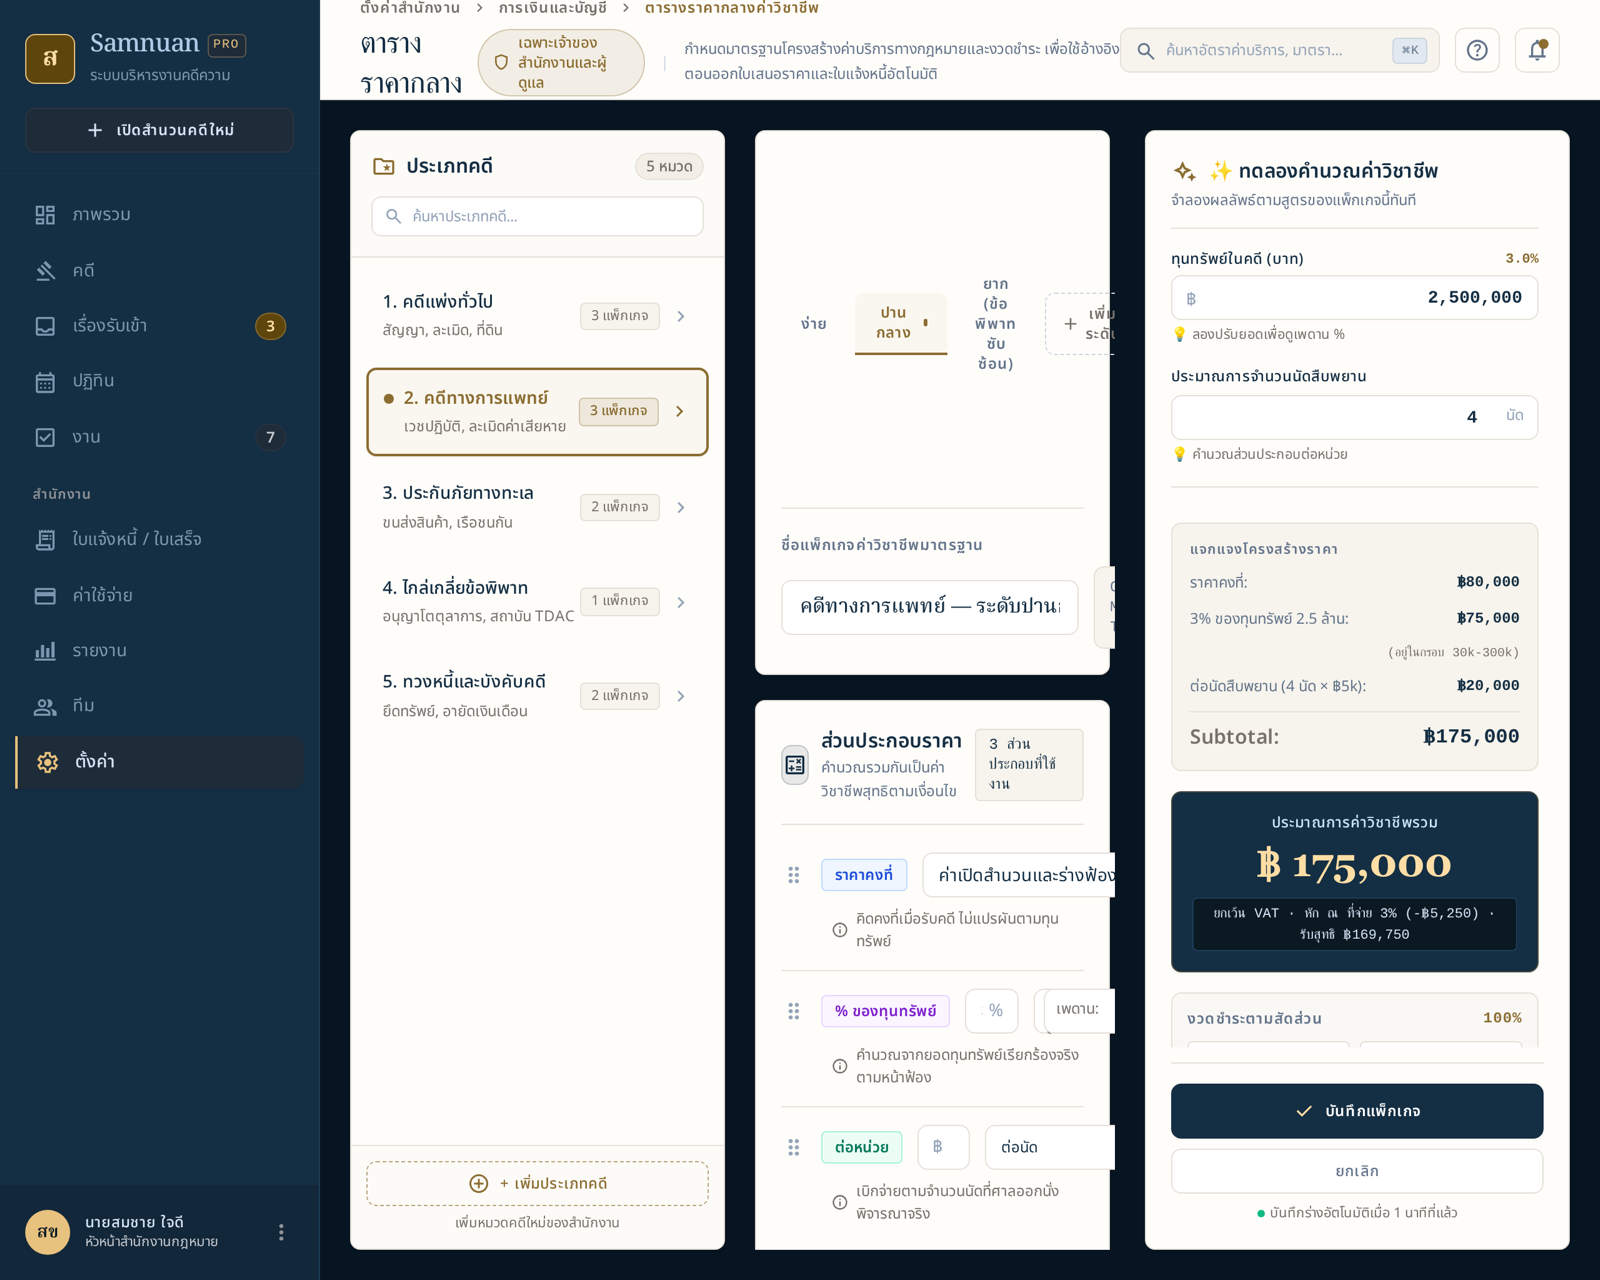 ส
Samnuan PRO
ระบบบริหารงานคดีความ
เปิดสำนวนคดีใหม่
ภาพรวม
คดี
เรื่องรับเข้า 3
ปฏิทิน
งาน 7
สำนักงาน
ใบแจ้งหนี้ / ใบเสร็จ
ค่าใช้จ่าย
รายงาน
ทีม
ตั้งค่า
สข
นายสมชาย ใจดี
หัวหน้าสำนักงานกฎหมาย
ตั้งค่าสำนักงาน > การเงินและบัญชี > ตารางราคากลางค่าวิชาชีพ
ตาราง
ราคากลาง
เฉพาะเจ้าของ
สำนักงานและผู้
ดูแล
กำหนดมาตรฐานโครงสร้างค่าบริการทางกฎหมายและงวดชำระ เพื่อใช้อ้างอิง
ตอนออกใบเสนอราคาและใบแจ้งหนี้อัตโนมัติ
ค้นหาอัตราค่าบริการ, มาตรา... ⌘K
ประเภทคดี 5 หมวด
ค้นหาประเภทคดี...
1. คดีแพ่งทั่วไป
สัญญา, ละเมิด, ที่ดิน
3 แพ็กเกจ
2. คดีทางการแพทย์
เวชปฏิบัติ, ละเมิดค่าเสียหาย
3 แพ็กเกจ
3. ประกันภัยทางทะเล
ขนส่งสินค้า, เรือชนกัน
2 แพ็กเกจ
4. ไกล่เกลี่ยข้อพิพาท
อนุญาโตตุลาการ, สถาบัน TDAC
1 แพ็กเกจ
5. ทวงหนี้และบังคับคดี
ยึดทรัพย์, อายัดเงินเดือน
2 แพ็กเกจ
+ เพิ่มประเภทคดี
เพิ่มหมวดคดีใหม่ของสำนักงาน
ง่าย
ปาน
กลาง
ยาก
(ข้อ
พิพาท
ซับ
ซ้อน)
เพิ่ม
ชื่อแพ็กเกจค่าวิชาชีพมาตรฐาน
คดีทางการแพทย์ — ระดับปาน
ส่วนประกอบราคา
คำนวณรวมกันเป็นค่า
วิชาชีพสุทธิตามเงื่อนไข
3 ส่วน
ประกอบที่ใช้
งาน
ราคาคงที่ ค่าเปิดสำนวนและร่างฟ้อง
คิดคงที่เมื่อรับคดี ไม่แปรผันตามทุน
ทรัพย์
% ของทุนทรัพย์ % เพดาน:
คำนวณจากยอดทุนทรัพย์เรียกร้องจริง
ตามหน้าฟ้อง
ต่อหน่วย ฿ ต่อนัด
เบิกจ่ายตามจำนวนนัดที่ศาลออกนั่ง
พิจารณาจริง
✨ ทดลองคำนวณค่าวิชาชีพ
จำลองผลลัพธ์ตามสูตรของแพ็กเกจนี้ทันที
ทุนทรัพย์ในคดี (บาท) 3.0%
฿ 2,500,000
💡 ลองปรับยอดเพื่อดูเพดาน %
ประมาณการจำนวนนัดสืบพยาน
4 นัด
💡 คำนวณส่วนประกอบต่อหน่วย
แจกแจงโครงสร้างราคา
ราคาคงที่: ฿80,000
3% ของทุนทรัพย์ 2.5 ล้าน: ฿75,000
(อยู่ในกรอบ 30k-300k)
ต่อนัดสืบพยาน (4 นัด × ฿5k): ฿20,000
Subtotal: ฿175,000
ประมาณการค่าวิชาชีพรวม
฿ 175,000
ยกเว้น VAT · หัก ณ ที่จ่าย 3% (-฿5,250) ·
รับสุทธิ ฿169,750
งวดชำระตามสัดส่วน 100%
บันทึกแพ็กเกจ
ยกเลิก
บันทึกร่างอัตโนมัติเมื่อ 1 นาทีที่แล้ว